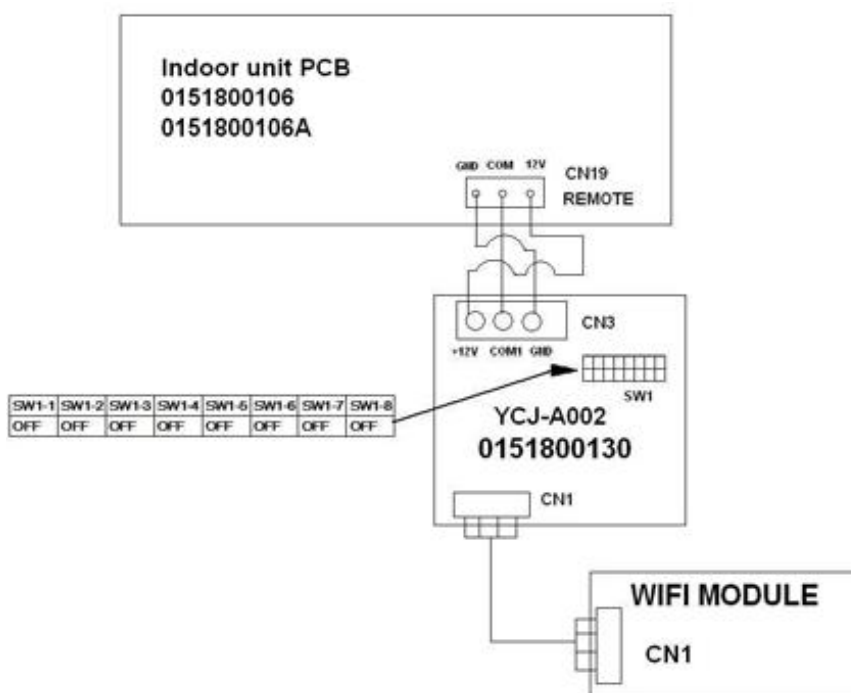 Indoor unit PCB
0151800106
0151800106A
GND COM 12V
CN19
REMOTE
CN3
+12V COM1 GND
SW1
SW1-1 SW1-2 SW1-3 SW1-4 SW1-5 SW1-6 SW1-7 SW1-8
OFF OFF OFF OFF OFF OFF OFF OFF
YCJ-A002
0151800130
CN1
WIFI MODULE
CN1